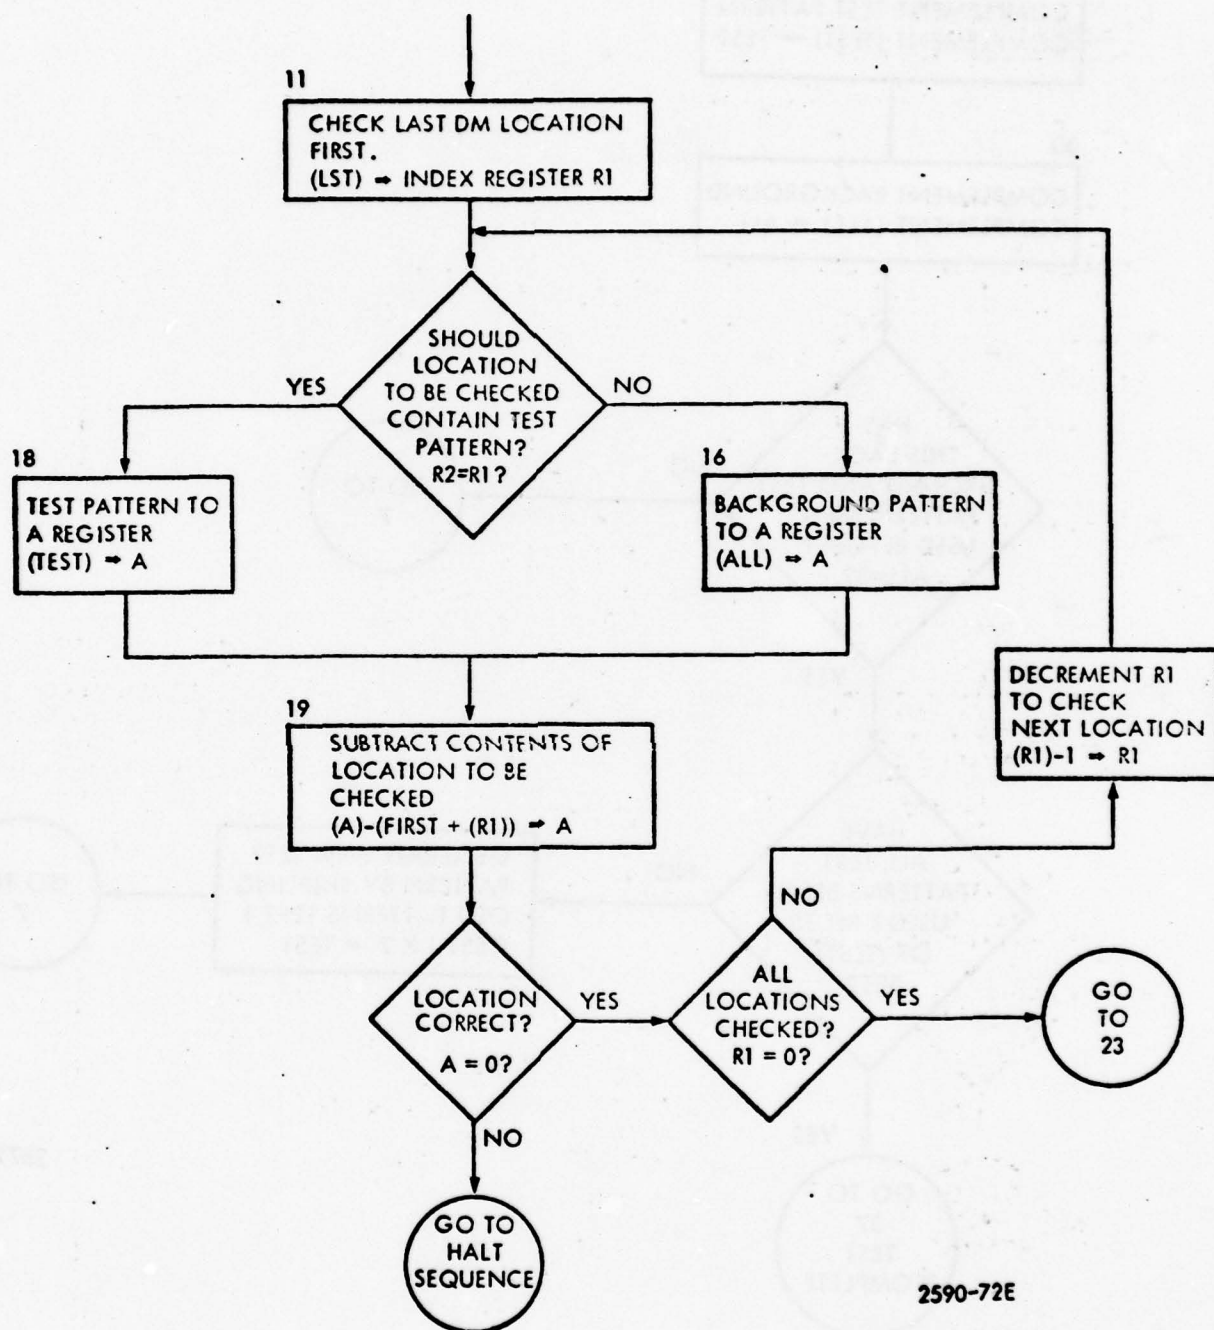 11
CHECK LAST DM LOCATION
FIRST.
(LST) → INDEX REGISTER R1
SHOULD
LOCATION
TO BE CHECKED
CONTAIN TEST
PATTERN?
R2=R1?
YES
NO
18
TEST PATTERN TO
A REGISTER
(TEST) → A
16
BACKGROUND PATTERN
TO A REGISTER
(ALL) → A
DECREMENT R1
TO CHECK
NEXT LOCATION
(R1)-1 → R1
19
SUBTRACT CONTENTS OF
LOCATION TO BE
CHECKED
(A)-(FIRST + (R1)) → A
LOCATION
CORRECT?
A = 0?
YES
NO
ALL
LOCATIONS
CHECKED?
R1 = 0?
NO
YES
GO
TO
23
GO TO
HALT
SEQUENCE
2590-72E